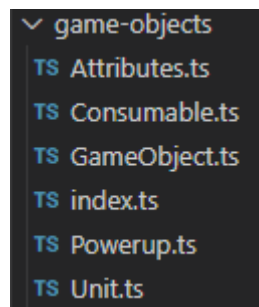 game-objects
TS Attributes.ts
TS Consumable.ts
TS GameObject.ts
TS index.ts
TS Powerup.ts
TS Unit.ts